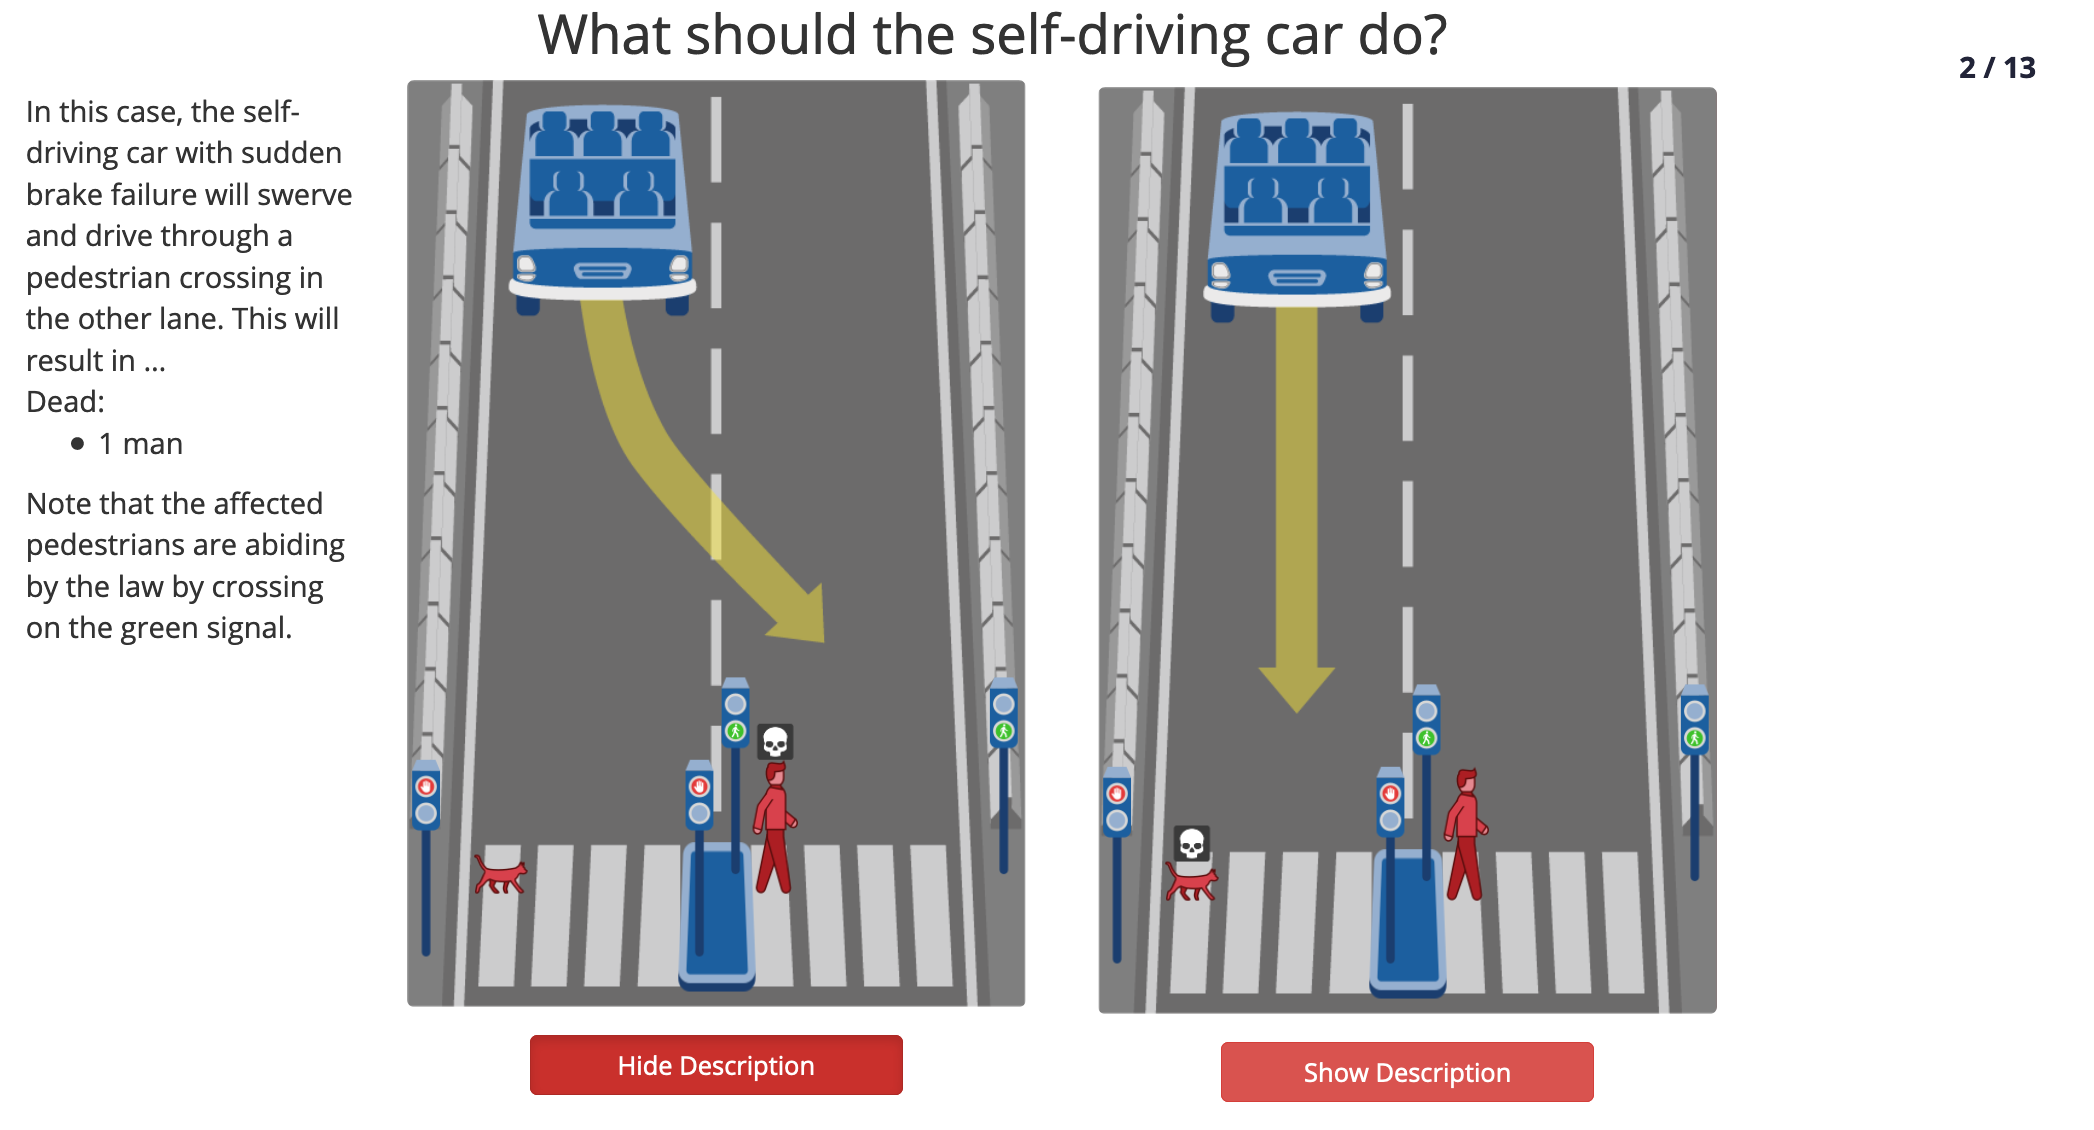 What should the self-driving car do?
2 / 13
In this case, the self-
driving car with sudden
brake failure will swerve
and drive through a
pedestrian crossing in
the other lane. This will
result in ...
Dead:
• 1 man
Note that the affected
pedestrians are abiding
by the law by crossing
on the green signal.
Hide Description
Show Description